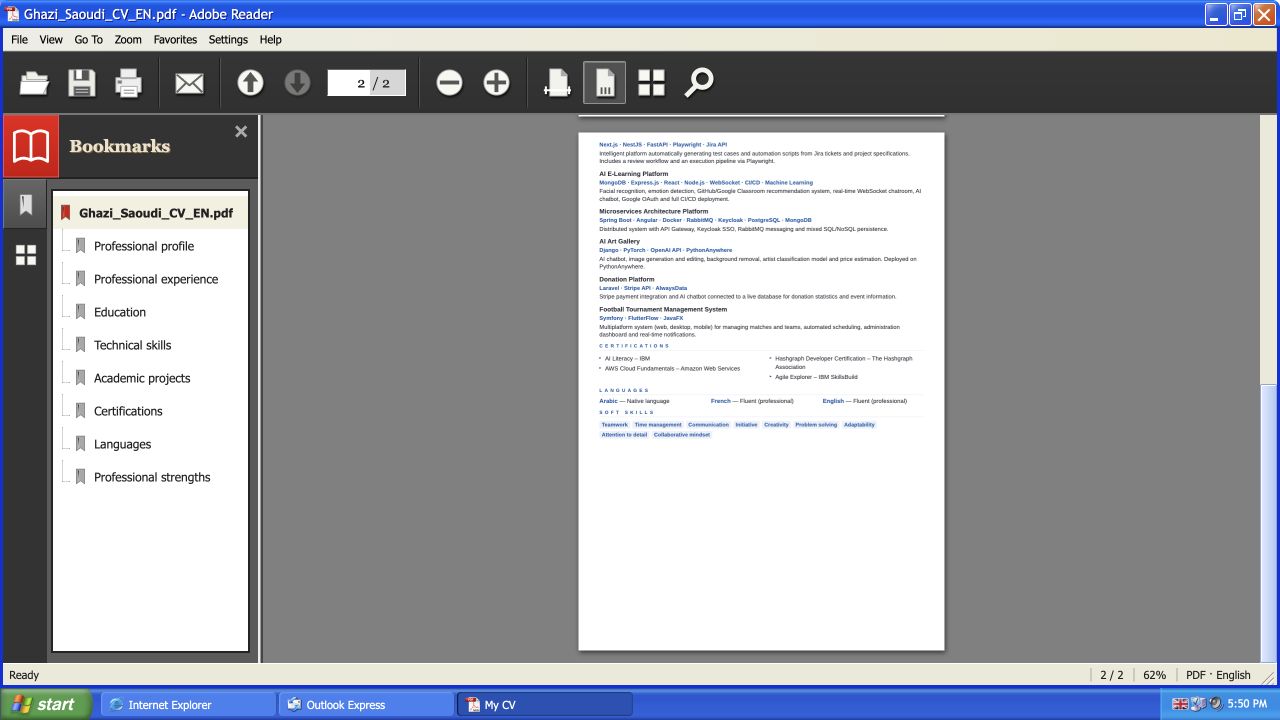 Ghazi_Saoudi_CV_EN.pdf - Adobe Reader
File View Go To Zoom Favorites Settings Help
2 / 2
Bookmarks
Ghazi_Saoudi_CV_EN.pdf
Professional profile
Professional experience
Education
Technical skills
Academic projects
Certifications
Languages
Professional strengths
Next.js · NestJS · FastAPI · Playwright · Jira API
Intelligent platform automatically generating test cases and automation scripts from Jira tickets and project specifications.
Includes a review workflow and an execution pipeline via Playwright.
AI E-Learning Platform
MongoDB · Express.js · React · Node.js · WebSocket · CI/CD · Machine Learning
Facial recognition, emotion detection, GitHub/Google Classroom recommendation system, real-time WebSocket chatroom, AI
chatbot, Google OAuth and full CI/CD deployment.
Microservices Architecture Platform
Spring Boot · Angular · Docker · RabbitMQ · Keycloak · PostgreSQL · MongoDB
Distributed system with API Gateway, Keycloak SSO, RabbitMQ messaging and mixed SQL/NoSQL persistence.
AI Art Gallery
Django · PyTorch · OpenAI API · PythonAnywhere
AI chatbot, image generation and editing, background removal, artist classification model and price estimation. Deployed on
PythonAnywhere.
Donation Platform
Laravel · Stripe API · AlwaysData
Stripe payment integration and AI chatbot connected to a live database for donation statistics and event information.
Football Tournament Management System
Symfony · FlutterFlow · JavaFX
Multiplatform system (web, desktop, mobile) for managing matches and teams, automated scheduling, administration
dashboard and real-time notifications.
CERTIFICATIONS
• AI Literacy – IBM
• AWS Cloud Fundamentals – Amazon Web Services
• Hashgraph Developer Certification – The Hashgraph
Association
• Agile Explorer – IBM SkillsBuild
LANGUAGES
Arabic — Native language French — Fluent (professional) English — Fluent (professional)
SOFT SKILLS
Teamwork Time management Communication Initiative Creativity Problem solving Adaptability
Attention to detail Collaborative mindset
Ready 2 / 2 62% PDF · English
start Internet Explorer Outlook Express My CV 5:50 PM